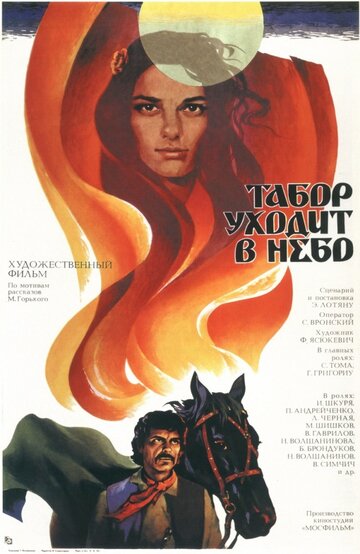 ТАБОР
УХОДИТ
В НЕБО
ХУДОЖЕСТВЕННЫЙ
ФИЛЬМ
По мотивам
рассказов
М. Горького
Сценарий и
постановка
Э. ЛОТЯНУ
Оператор
С. ВРОНСКИЙ
Художник
Ф. ЯСЮКЕВИЧ
В главных
ролях:
С. ТОМА,
Г. ГРИГОРИУ
В ролях:
И. ШКУРЯ,
П. АНДРЕЙЧЕНКО,
Л. ЧЕРНАЯ,
М. ШИШКОВ,
В. ГАВРИЛОВ,
Н. ВОЛШАНИНОВА,
Б. БРОНДУКОВ,
Н. ВОЛШАНИНОВ,
В. СИМЧИЧ
и др.
Производство
киностудии
"МОСФИЛЬМ"